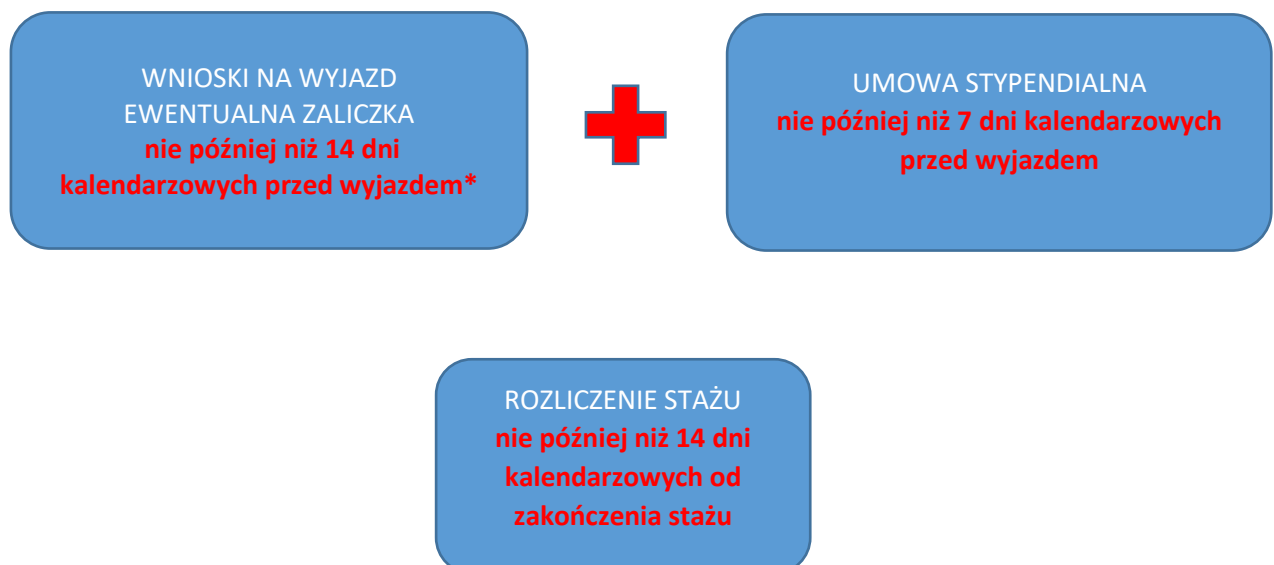 WNIOSKI NA WYJAZD
EWENTUALNA ZALICZKA
nie później niż 14 dni
kalendarzowych przed wyjazdem*
UMOWA STYPENDIALNA
nie później niż 7 dni kalendarzowych
przed wyjazdem
ROZLICZENIE STAŻU
nie później niż 14 dni
kalendarzowych od
zakończenia stażu